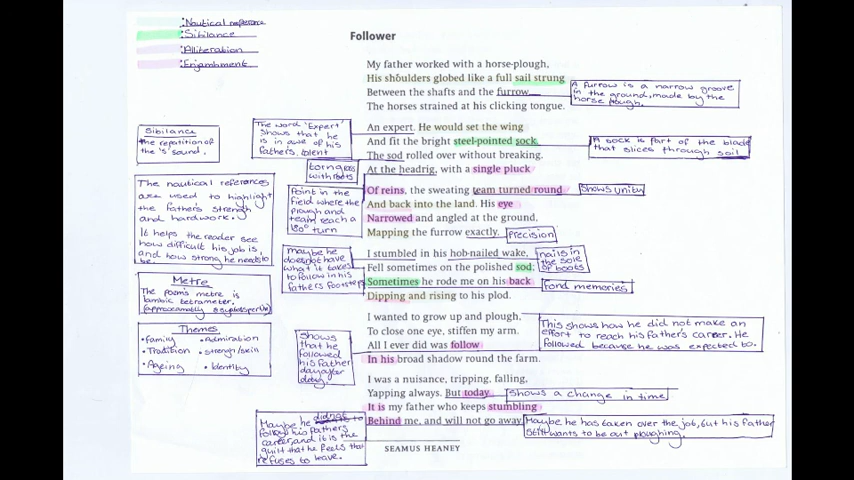 :Nautical reference
:Sibilance
:Alliteration
:Enjambment
Follower
My father worked with a horse-plough,
His shoulders globed like a full sail strung
Between the shafts and the furrow.
The horses strained at his clicking tongue.
A furrow is a narrow groove
in the ground, made by the
horse plough.
An expert. He would set the wing
And fit the bright steel-pointed sock.
The sod rolled over without breaking.
At the headrig, with a single pluck
The word 'Expert'
shows that he
is in awe of his
fathers talent
Sibilance
the repatition of
the 's' sound.
A sock is part of the blade
that slices through soil
torn grass
with roots
Of reins, the sweating team turned round
And back into the land. His eye
Narrowed and angled at the ground,
Mapping the furrow exactly.
Shows unity
Point in the
field where the
plough and
team reach a
180° turn
Precision
The nautical references
are used to highlight
the father's strength
and hardwork.
It helps the reader see
how difficult his job is,
and how strong he needs to
be.
I stumbled in his hob-nailed wake,
Fell sometimes on the polished sod;
Sometimes he rode me on his back
Dipping and rising to his plod.
nails in
the sole
of boots
Maybe he
does not have
what it takes
to follow in his
fathers footsteps
Fond memories
Metre
The poem's metre is
iambic tetrameter.
I wanted to grow up and plough,
To close one eye, stiffen my arm.
All I ever did was follow
In his broad shadow round the farm.
This shows how he did not make an
effort to reach his father's career. He
followed because he was expected to.
Themes
•Family •Admiration
•Tradition •strength/skill
•Ageing •Identity
Shows
that he
followed
his father
day after
day.
I was a nuisance, tripping, falling,
Yapping always. But today
It is my father who keeps stumbling
Behind me, and will not go away.
Shows a change in time
Maybe he has taken over the job, but his father
still wants to be out ploughing.
Maybe he didnot
follow his fathers
career, and it is the
guilt that he feels that
refuses to leave.
SEAMUS HEANEY